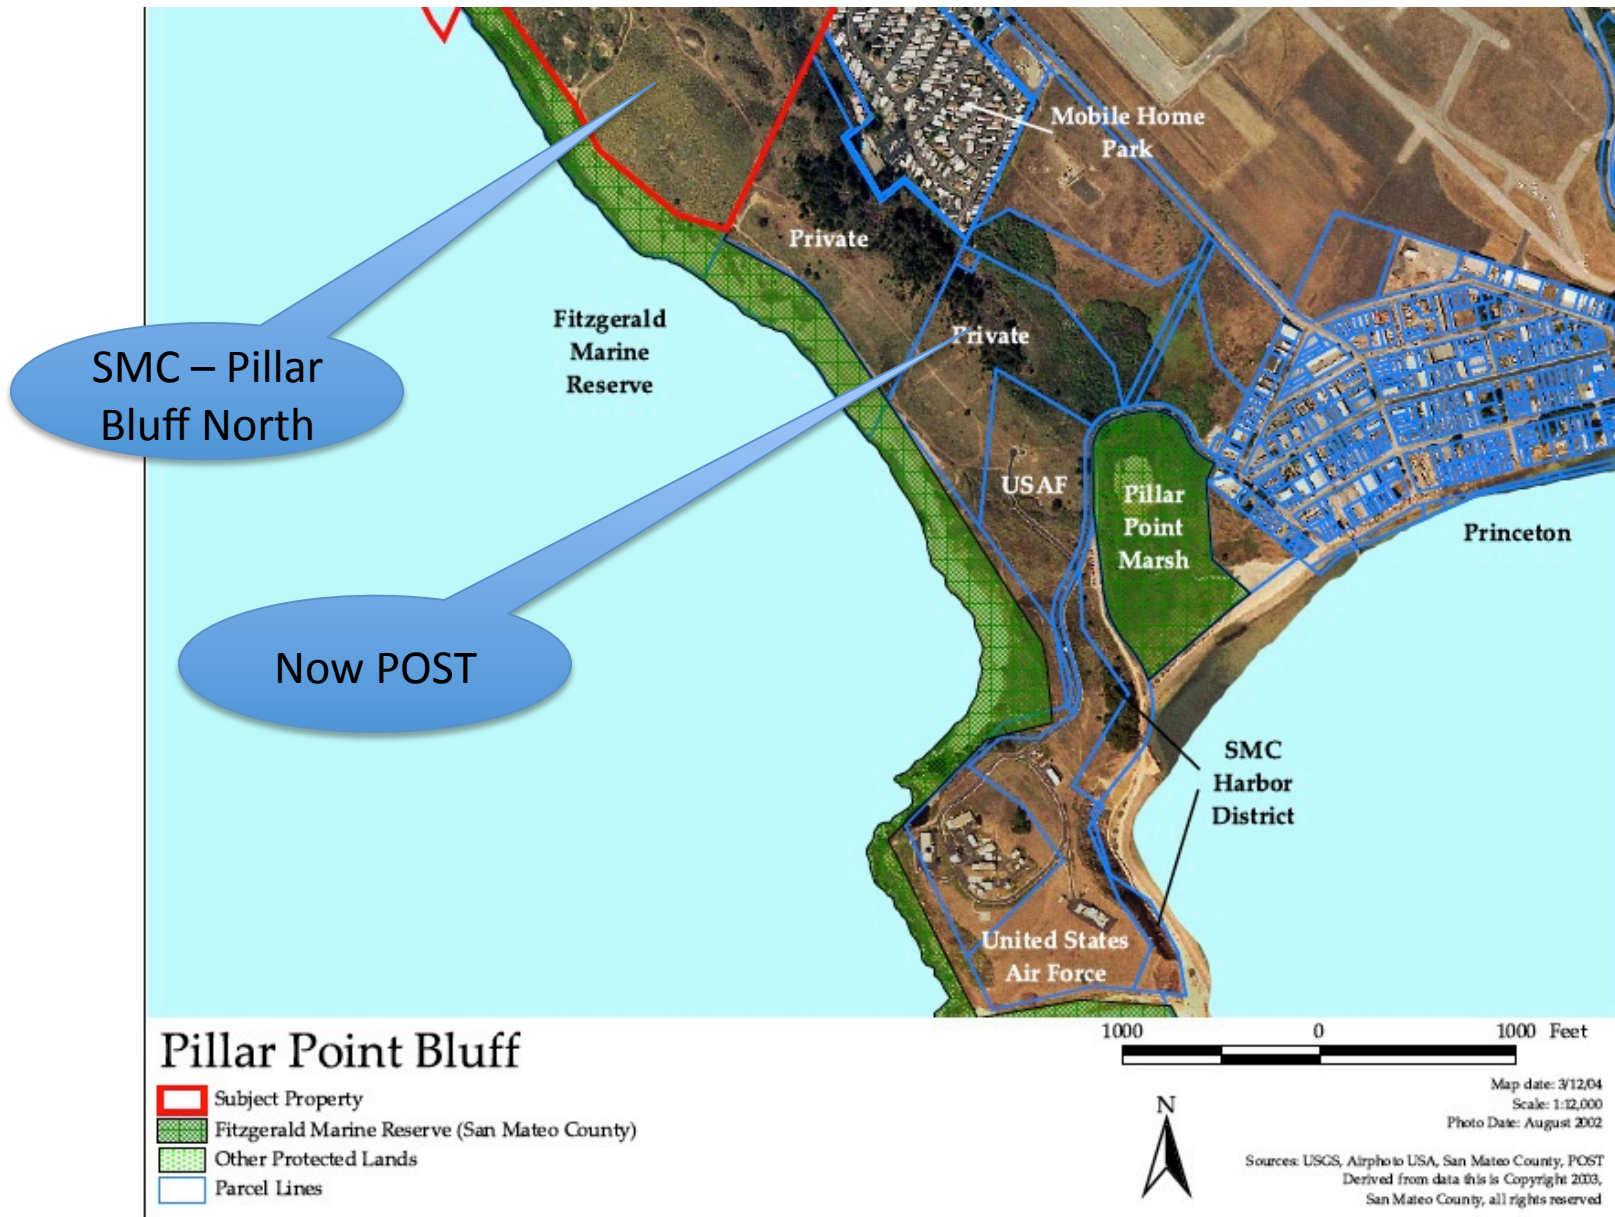 Mobile Home
Park
Private
Fitzgerald
Marine
Reserve
Private
SMC – Pillar
Bluff North
USAF
Pillar
Point
Marsh
Princeton
Now POST
SMC
Harbor
District
United States
Air Force
Pillar Point Bluff
Subject Property
Fitzgerald Marine Reserve (San Mateo County)
Other Protected Lands
Parcel Lines
1000 0 1000 Feet
N
Map date: 3/12/04
Scale: 1:12,000
Photo Date: August 2002
Sources: USGS, Airphoto USA, San Mateo County, POST
Derived from data this is Copyright 2003,
San Mateo County, all rights reserved